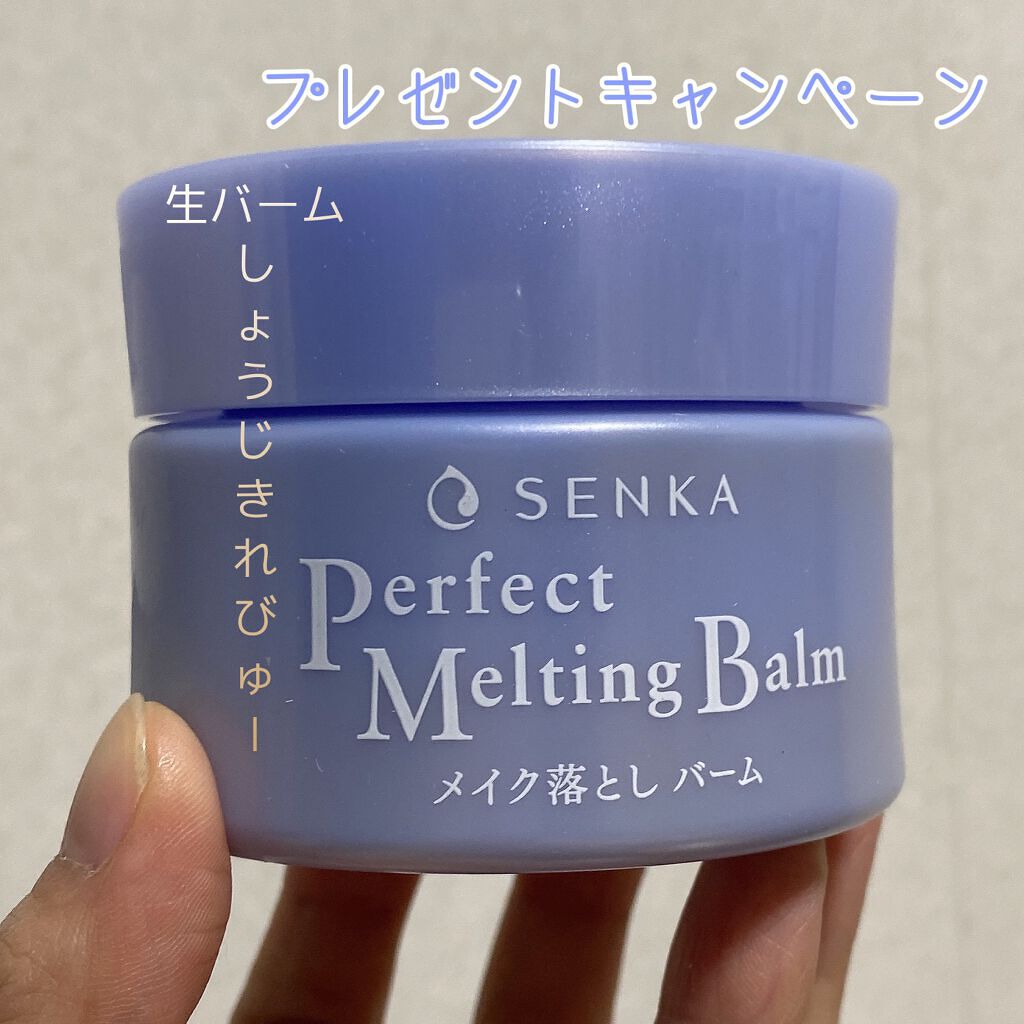 プレゼントキャンペーン
生バーム
しょうじきれびゅー
SENKA
Perfect
Melting Balm
メイク落とし バーム